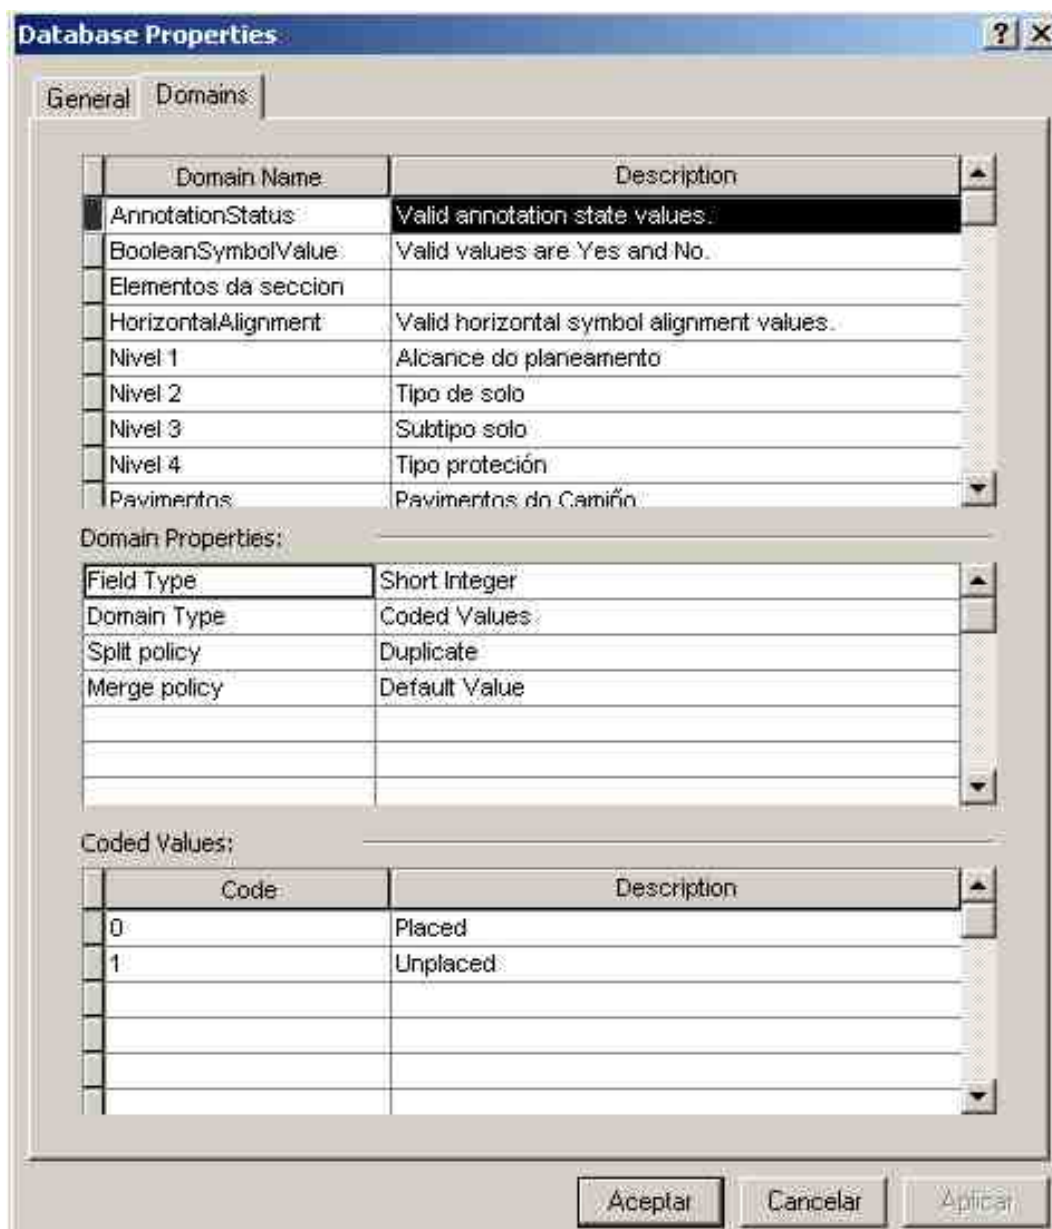 Database Properties
General Domains
Domain Name Description
AnnotationStatus Valid annotation state values.
BooleanSymbolValue Valid values are Yes and No.
Elementos da seccion
HorizontalAlignment Valid horizontal symbol alignment values.
Nivel 1 Alcance do planeamento
Nivel 2 Tipo de solo
Nivel 3 Subtipo solo
Nivel 4 Tipo proteción
Pavimentos Pavimentos do Camiño
Domain Properties:
Field Type Short Integer
Domain Type Coded Values
Split policy Duplicate
Merge policy Default Value
Coded Values:
Code Description
0 Placed
1 Unplaced
Aceptar Cancelar Aplicar